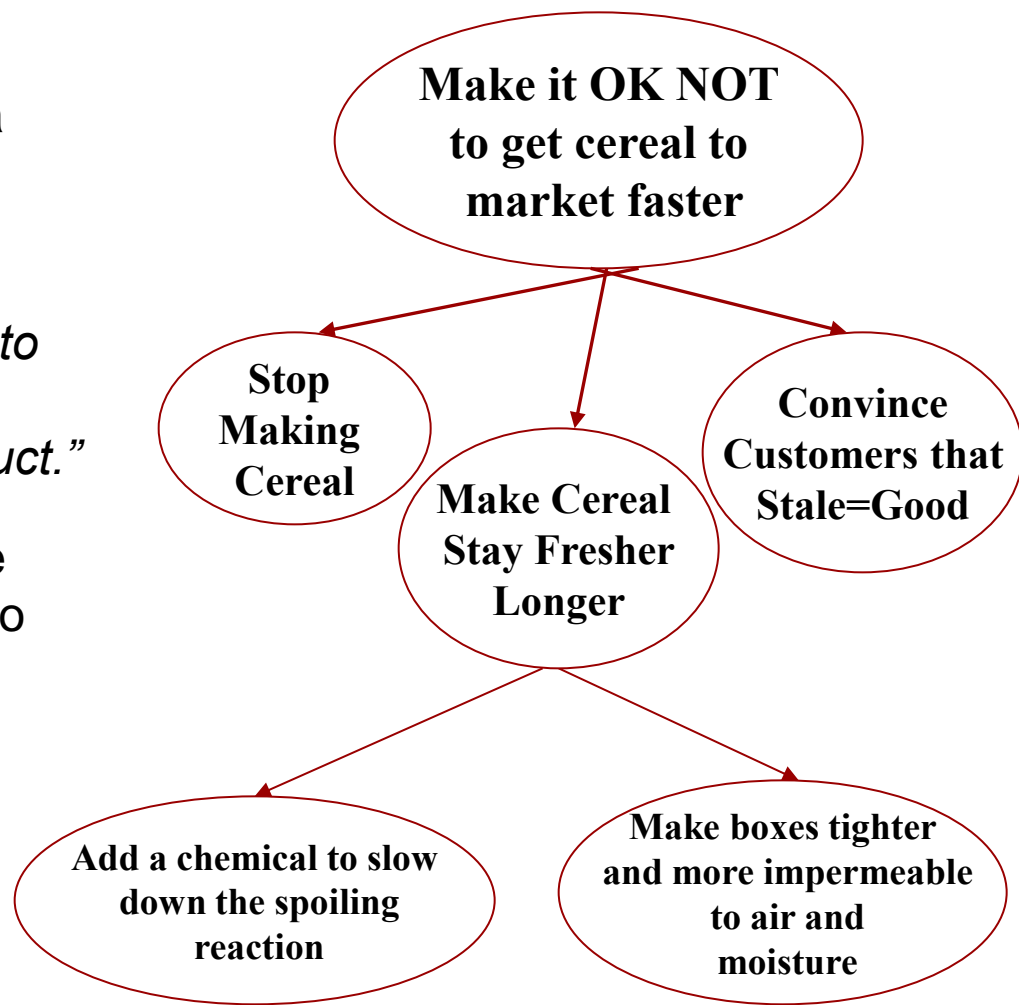 Make it OK NOT
to get cereal to
market faster
to
uct.”
Stop
Making
Cereal
Make Cereal
Stay Fresher
Longer
Convince
Customers that
Stale=Good
Add a chemical to slow
down the spoiling
reaction
Make boxes tighter
and more impermeable
to air and
moisture